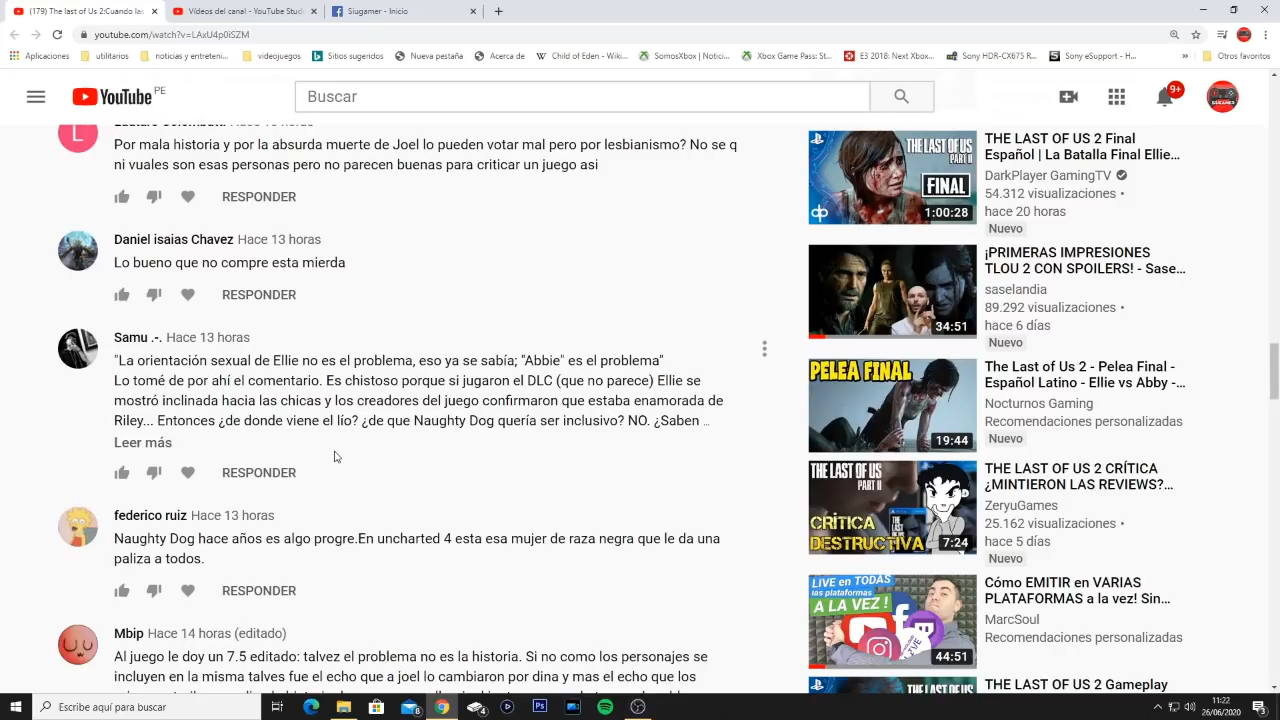 (179) The last of Us 2:Cuando las
Vídeos del canal - YouTube Studi
Siugamer - Inicio
youtube.com/watch?v=LAxU4p0iSZM
Aplicaciones
utilitarios
noticias y entreteni...
videojuegos
Sitios sugeridos
Nueva pestaña
Acerca de
Child of Eden - Wiki...
SomosXbox | Notici...
Xbox Game Pass: St...
E3 2018: Next Xbox...
Sony HDR-CX675 R...
Sony eSupport - H...
»
Otros favoritos
YouTube PE
Buscar
9+
L
Por mala historia y por la absurda muerte de Joel lo pueden votar mal pero por lesbianismo? No se q
ni vuales son esas personas pero no parecen buenas para criticar un juego asi
RESPONDER
Daniel isaias Chavez Hace 13 horas
Lo bueno que no compre esta mierda
RESPONDER
Samu .-. Hace 13 horas
"La orientación sexual de Ellie no es el problema, eso ya se sabía; "Abbie" es el problema"
Lo tomé de por ahí el comentario. Es chistoso porque si jugaron el DLC (que no parece) Ellie se
mostró inclinada hacia las chicas y los creadores del juego confirmaron que estaba enamorada de
Riley... Entonces ¿de donde viene el lío? ¿de que Naughty Dog quería ser inclusivo? NO. ¿Saben ...
Leer más
RESPONDER
federico ruiz Hace 13 horas
Naughty Dog hace años es algo progre.En uncharted 4 esta esa mujer de raza negra que le da una
paliza a todos.
RESPONDER
Mbip Hace 14 horas (editado)
Al juego le doy un 7.5 editado: talvez el problema no es la historia. Si no como los personajes se
incluyen en la misma talves fue el echo que a joel lo cambiaron por dina y mas el echo que los
THE LAST OF US
PART II
FINAL
1:00:28
THE LAST OF US 2 Final
Español | La Batalla Final Ellie...
DarkPlayer GamingTV
54.312 visualizaciones •
hace 20 horas
Nuevo
34:51
¡PRIMERAS IMPRESIONES
TLOU 2 CON SPOILERS! - Sase...
saselandia
89.292 visualizaciones •
hace 6 días
Nuevo
PELEA FINAL
19:44
The Last of Us 2 - Pelea Final -
Español Latino - Ellie vs Abby -...
Nocturnos Gaming
Recomendaciones personalizadas
Nuevo
THE LAST OF US
PART II
CRÍTICA
DESTRUCTIVA
7:24
THE LAST OF US 2 CRÍTICA
¿MINTIERON LAS REVIEWS?...
ZeryuGames
25.162 visualizaciones •
hace 5 días
Nuevo
LIVE en TODAS
las plataformas
A LA VEZ !
LIVE
44:51
Cómo EMITIR en VARIAS
PLATAFORMAS a la vez! Sin...
MarcSoul
Recomendaciones personalizadas
THE LAST OF US
THE LAST OF US 2 Gameplay
Escribe aquí para buscar
11:22
26/06/2020